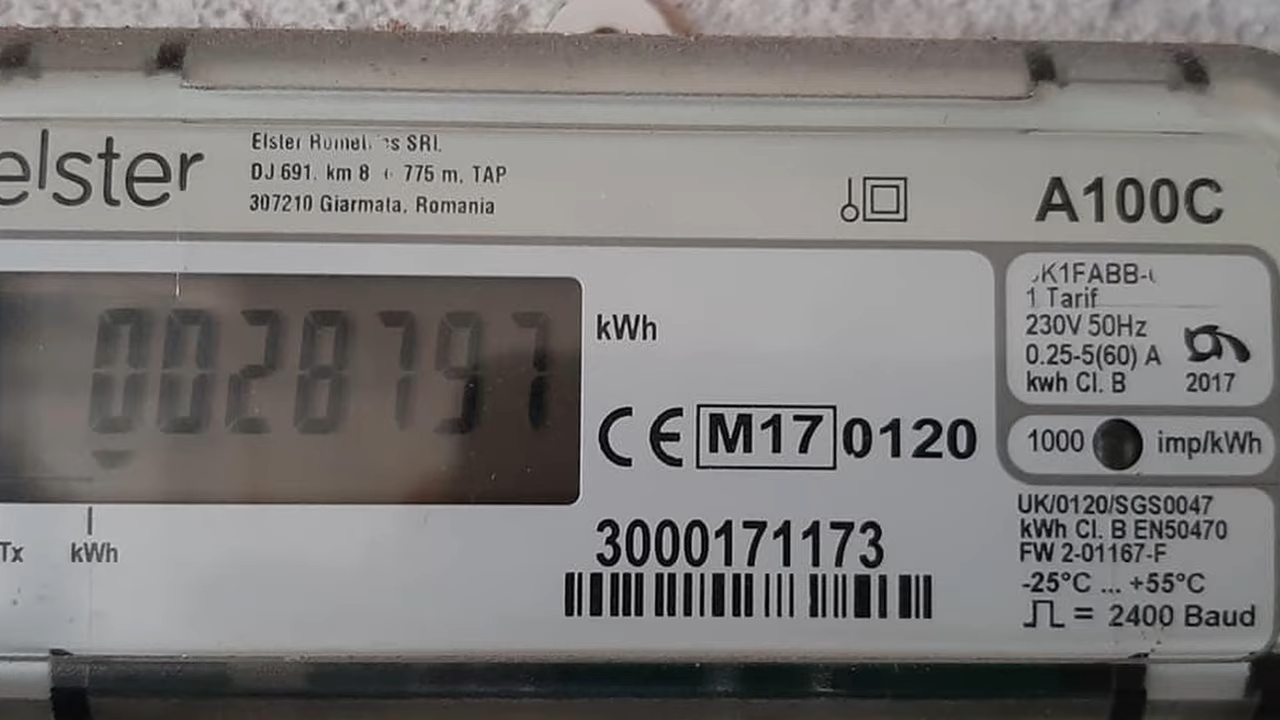 elster
Elster SRL
DJ 691. km 8 775 m. TAP
307210 Giarmata, Romania
A100C
0028797
kWh
1 Tarif
230V 50Hz
0.25-5(60) A
kwh Cl. B
2017
CE M17 0120
1000 imp/kWh
Tx
kWh
3000171173
UK/0120/SGS0047
kWh Cl. B EN50470
FW 2-01167-F
-25°C ... +55°C
= 2400 Baud